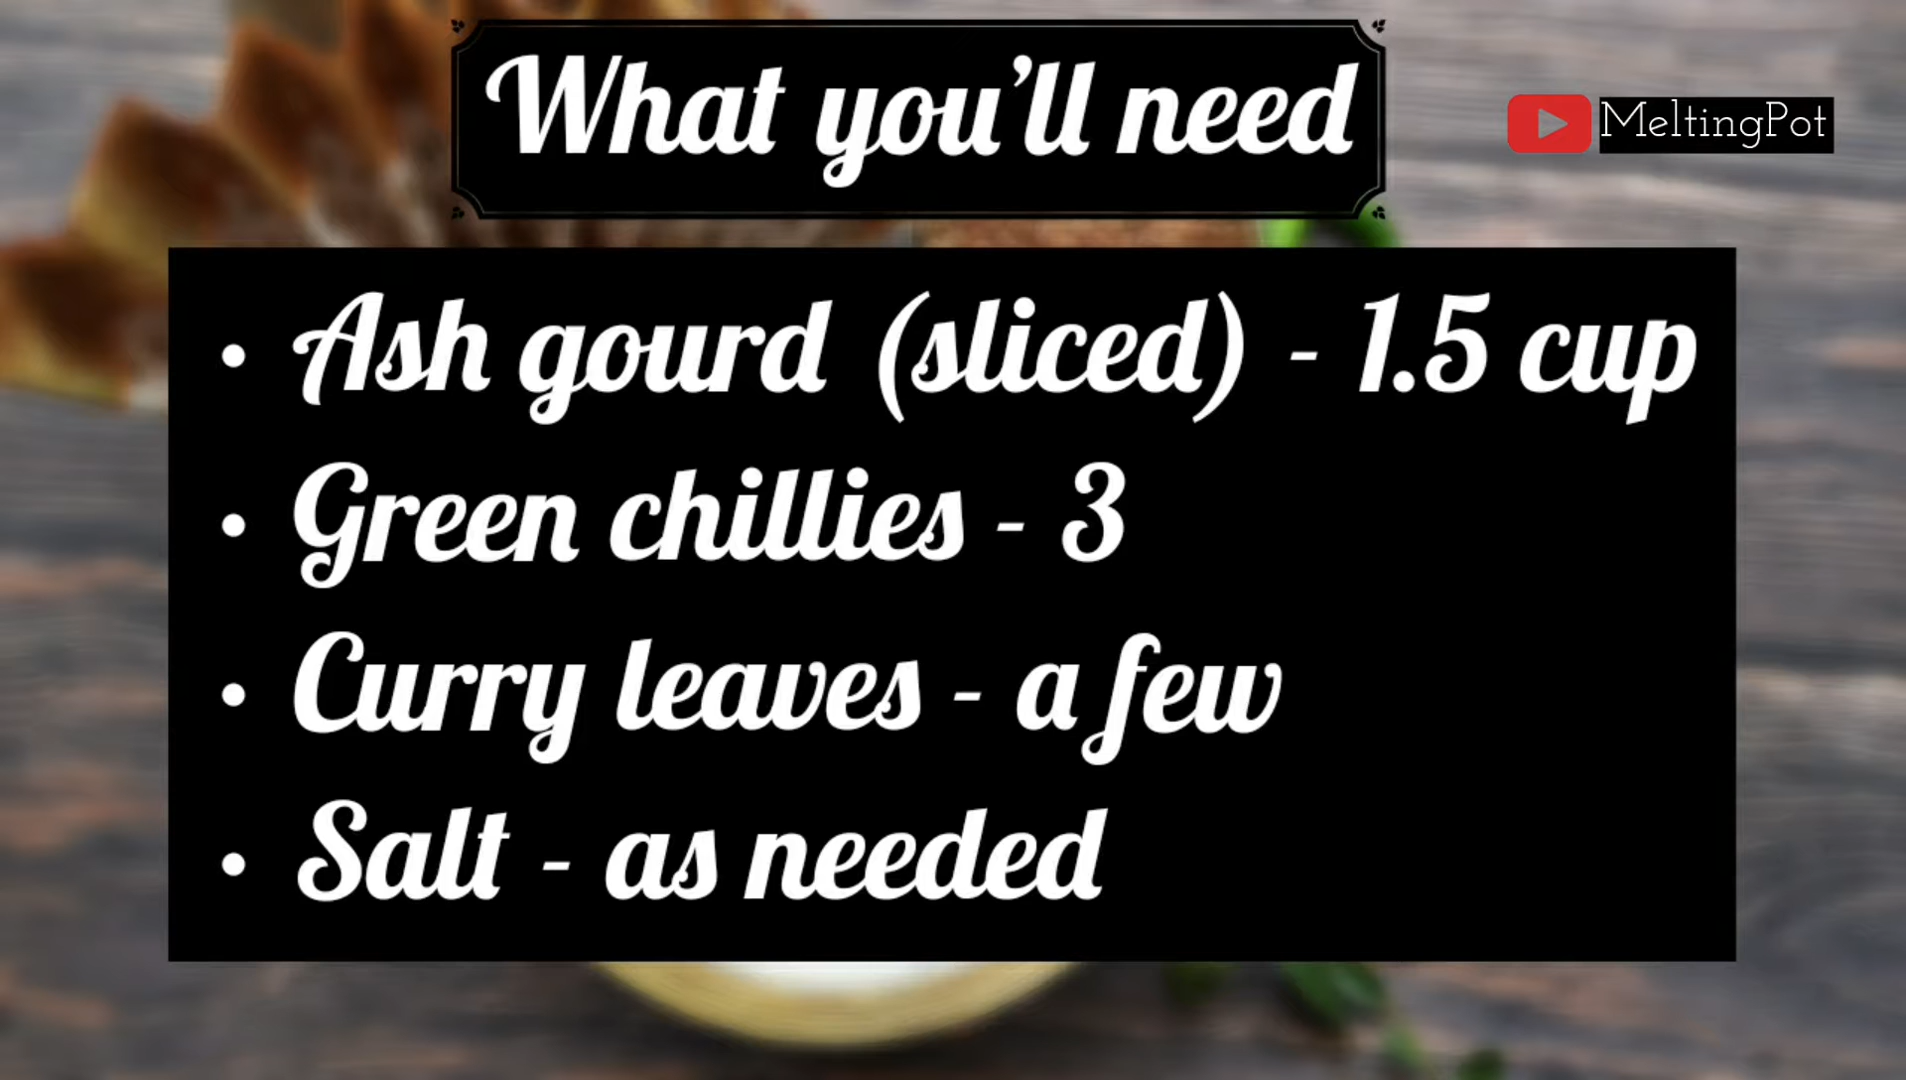 What you’ll need
MeltingPot
• Ash gourd (sliced) - 1.5 cup
• Green chillies - 3
• Curry leaves - a few
• Salt - as needed